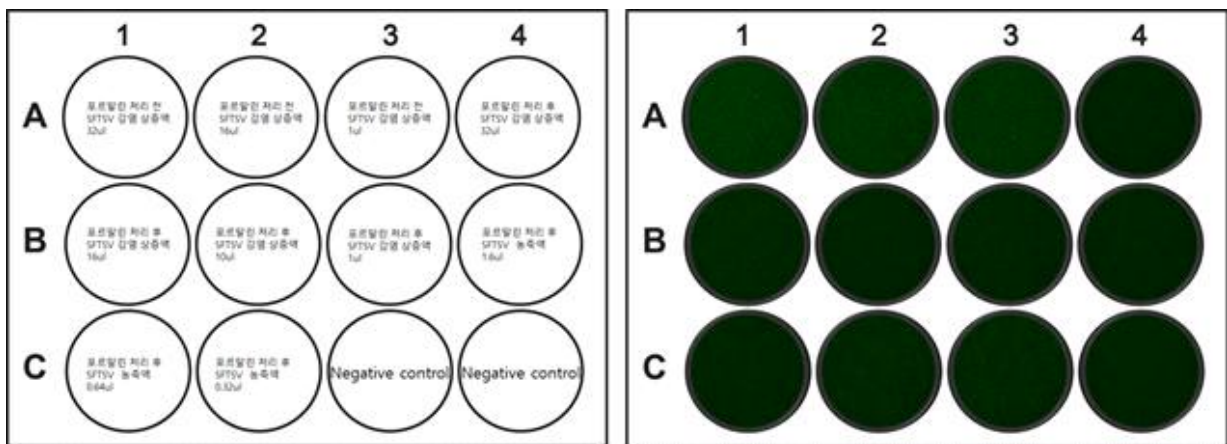 1 2 3 4
1 2 3 4
A
포르말린 처리 전
SFTSV 감염 상층액
32ul
포르말린 처리 전
SFTSV 감염 상층액
16ul
포르말린 처리 전
SFTSV 감염 상층액
1ul
포르말린 처리 후
SFTSV 감염 상층액
32ul
A
B
포르말린 처리 후
SFTSV 감염 상층액
16ul
포르말린 처리 후
SFTSV 감염 상층액
10ul
포르말린 처리 후
SFTSV 감염 상층액
1ul
포르말린 처리 후
SFTSV 농축액
1.6ul
B
C
포르말린 처리 후
SFTSV 농축액
0.64ul
포르말린 처리 후
SFTSV 농축액
0.32ul
Negative control
Negative control
C